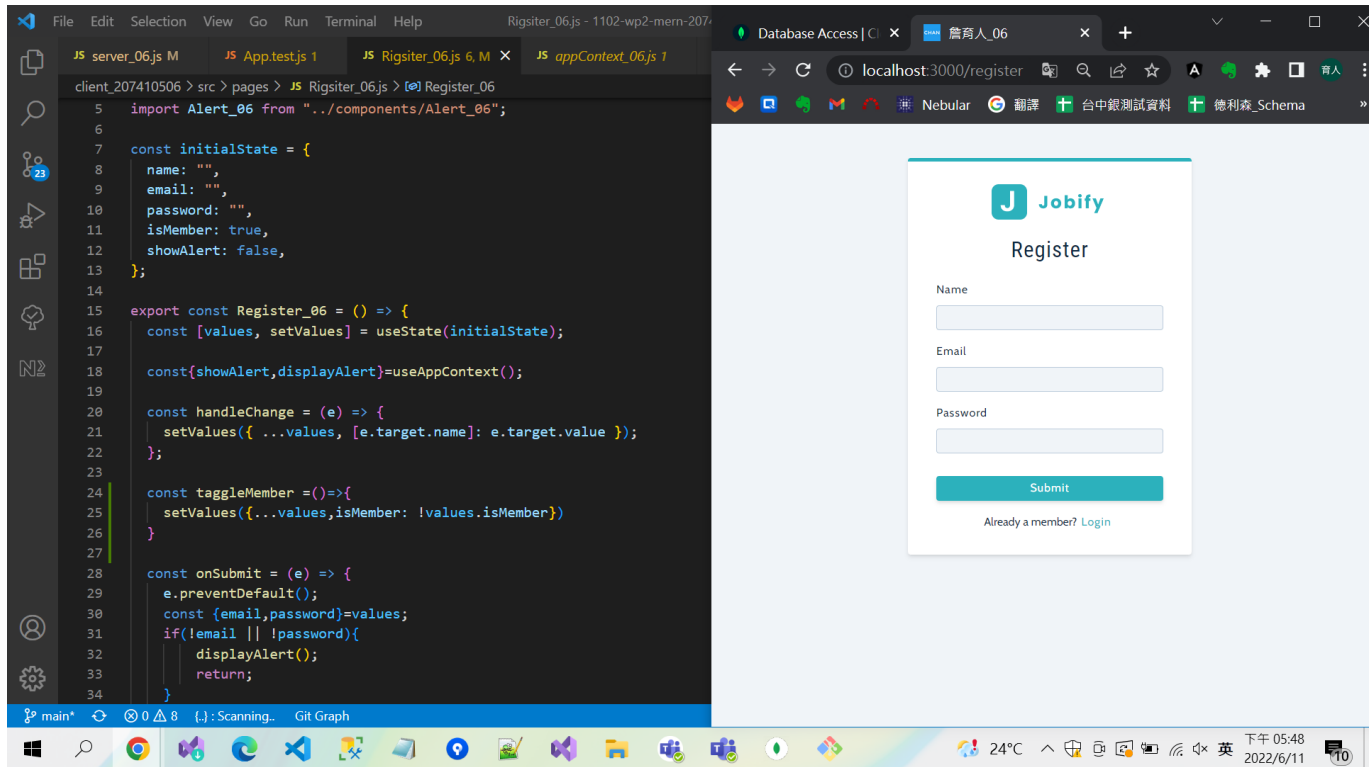 File Edit Selection View Go Run Terminal Help Rigsiter_06.js - 1102-wp2-mern-2074
JS server_06.js M JS App.test.js 1 JS Rigsiter_06.js 6, M JS appContext_06.js 1
client_207410506 > src > pages > JS Rigsiter_06.js > Register_06
5 import Alert_06 from "../components/Alert_06";
6
7 const initialState = {
8 name: "",
9 email: "",
10 password: "",
11 isMember: true,
12 showAlert: false,
13 };
14
15 export const Register_06 = () => {
16 const [values, setValues] = useState(initialState);
17
18 const{showAlert,displayAlert}=useAppContext();
19
20 const handleChange = (e) => {
21 setValues({ ...values, [e.target.name]: e.target.value });
22 };
23
24 const taggleMember =()=>{
25 setValues({...values,isMember: !values.isMember})
26 }
27
28 const onSubmit = (e) => {
29 e.preventDefault();
30 const {email,password}=values;
31 if(!email || !password){
32 displayAlert();
33 return;
34 }
23
main* 0 8 {..} : Scanning.. Git Graph
Database Access | Cl CHAN 詹育人_06
localhost:3000/register 育人
Nebular 翻譯 台中銀測試資料 德利森_Schema »
J Jobify
Register
Name
Email
Password
Submit
Already a member? Login
24°C 英 下午 05:48
2022/6/11 10